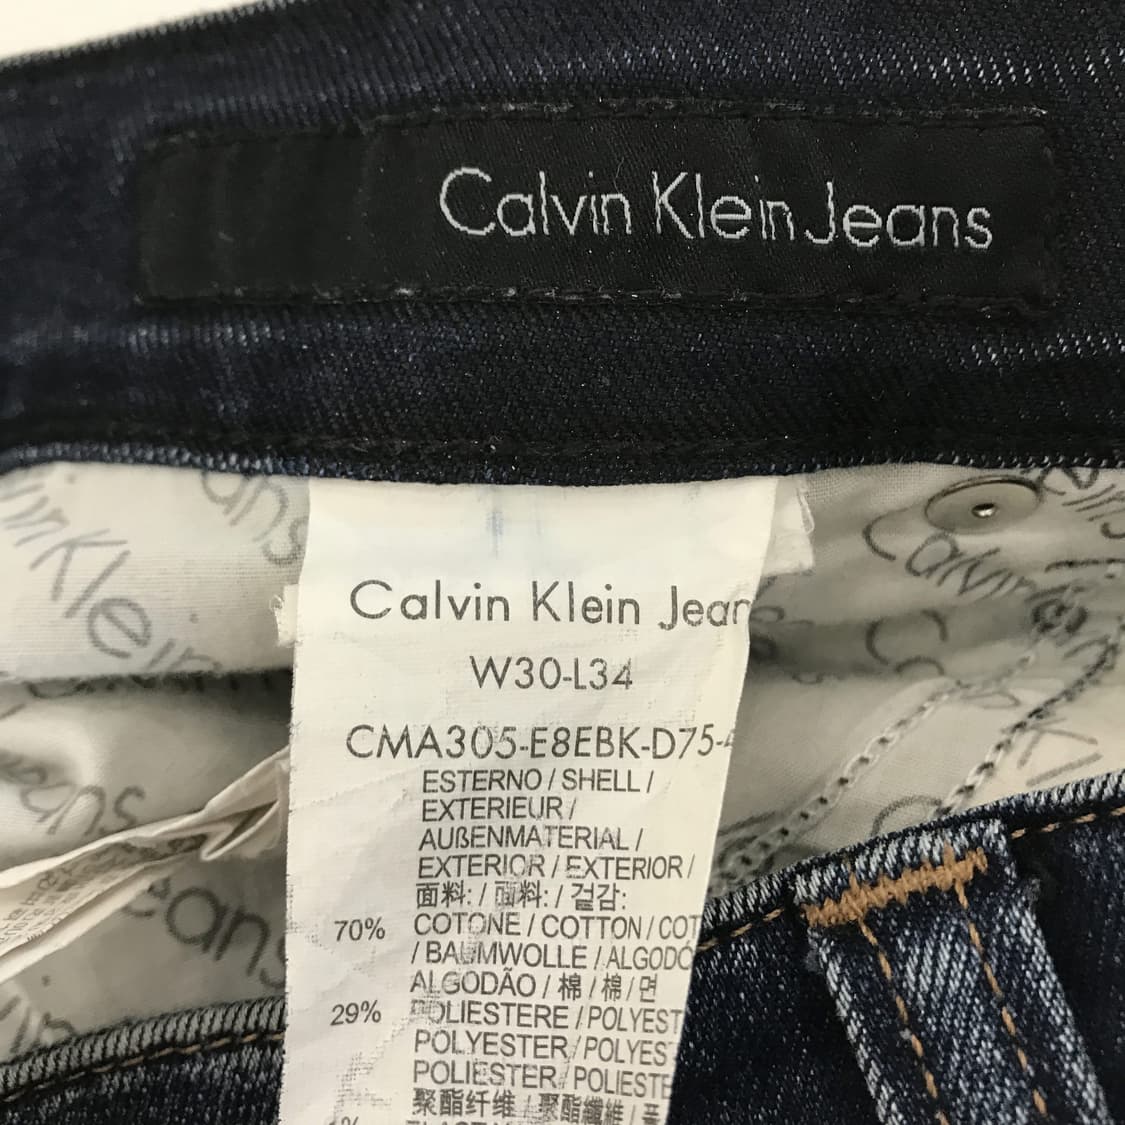 Calvin Klein Jeans
Calvin Klein Jean
W30-L34
CMA305-E8EBK-D75-4
ESTERNO / SHELL /
EXTERIEUR /
AUßENMATERIAL /
EXTERIOR / EXTERIOR /
面料: / 面料: / 겉감:
70% COTONE / COTTON / COT
/ BAUMWOLLE / ALGODÓ
ALGODÃO / 棉 / 棉 / 면
29% POLIESTERE / POLYEST
POLYESTER / POLYES
POLIÉSTER / POLIESTE
聚酯纤维 / 聚酯纖維 /